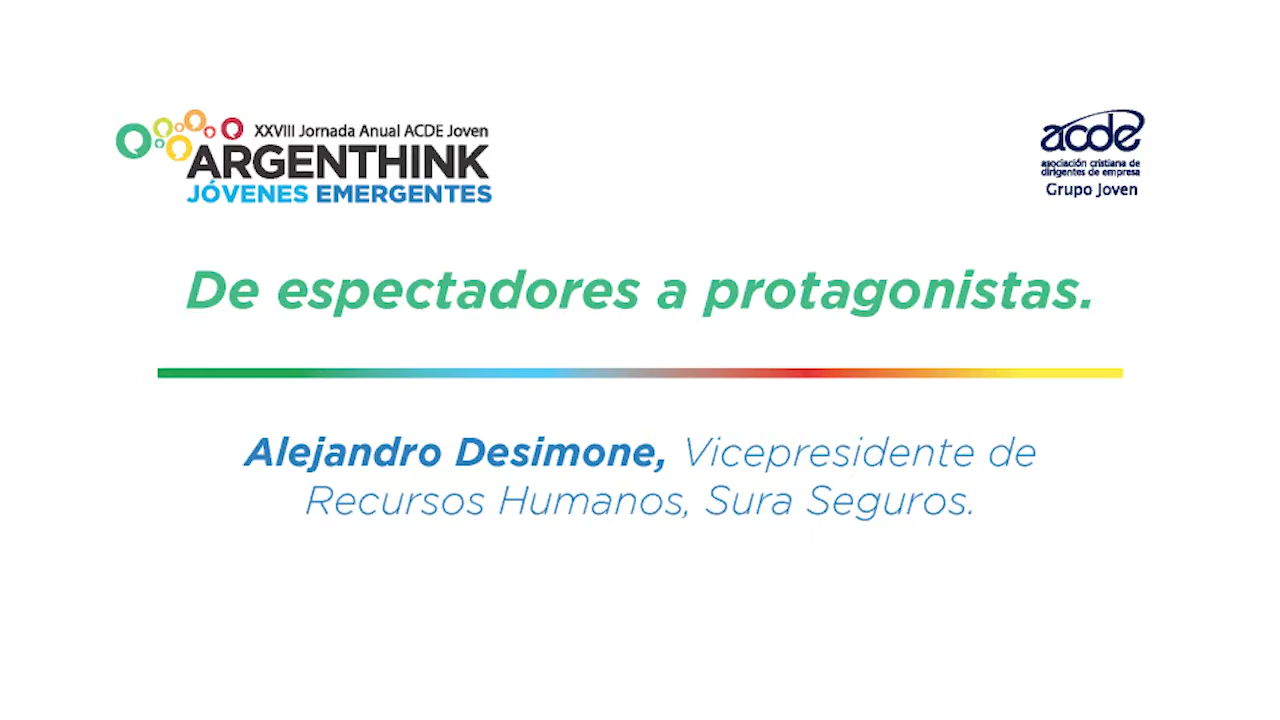 XXVIII Jornada Anual ACDE Joven
ARGENTHINK
JÓVENES EMERGENTES
acde
asociación cristiana de
dirigentes de empresa
Grupo Joven
De espectadores a protagonistas.
Alejandro Desimone, Vicepresidente de
Recursos Humanos, Sura Seguros.